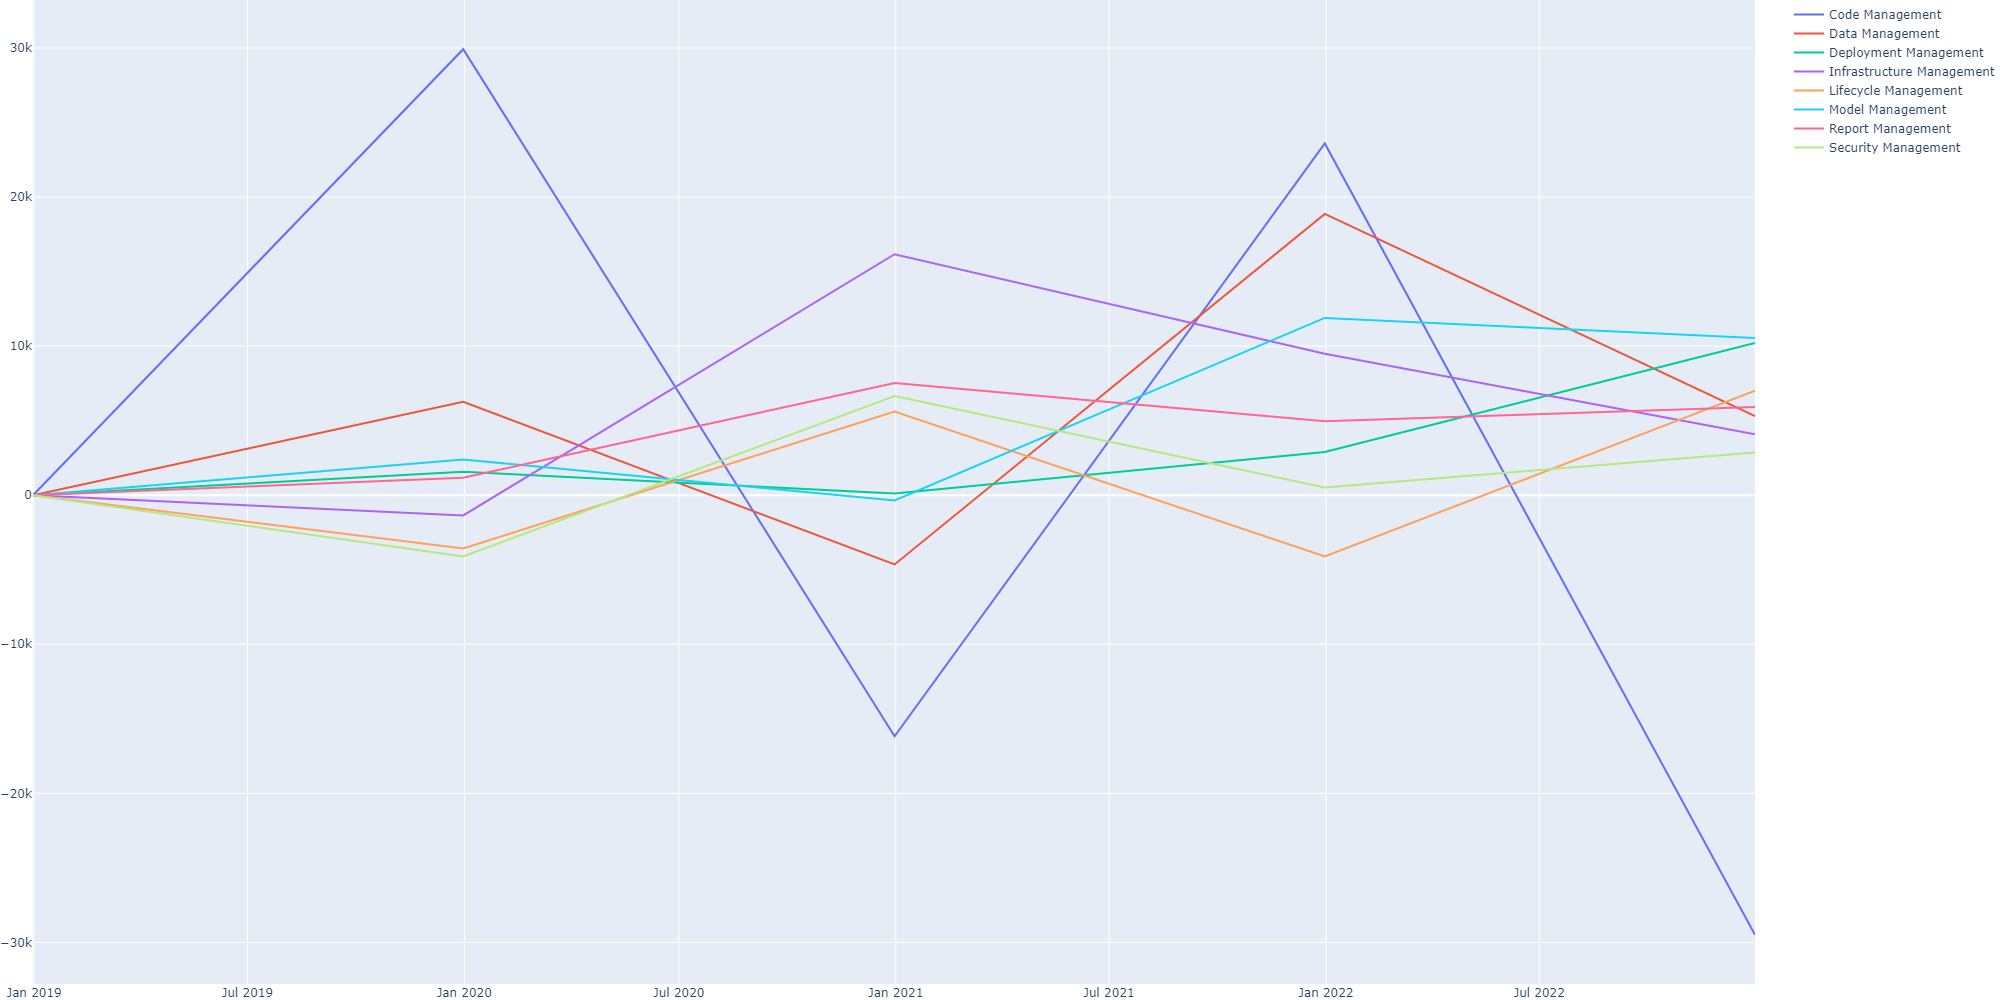 30k
20k
10k
0
−10k
−20k
−30k
Jan 2019
Jul 2019
Jan 2020
Jul 2020
Jan 2021
Jul 2021
Jan 2022
Jul 2022
Code Management
Data Management
Deployment Management
Infrastructure Management
Lifecycle Management
Model Management
Report Management
Security Management